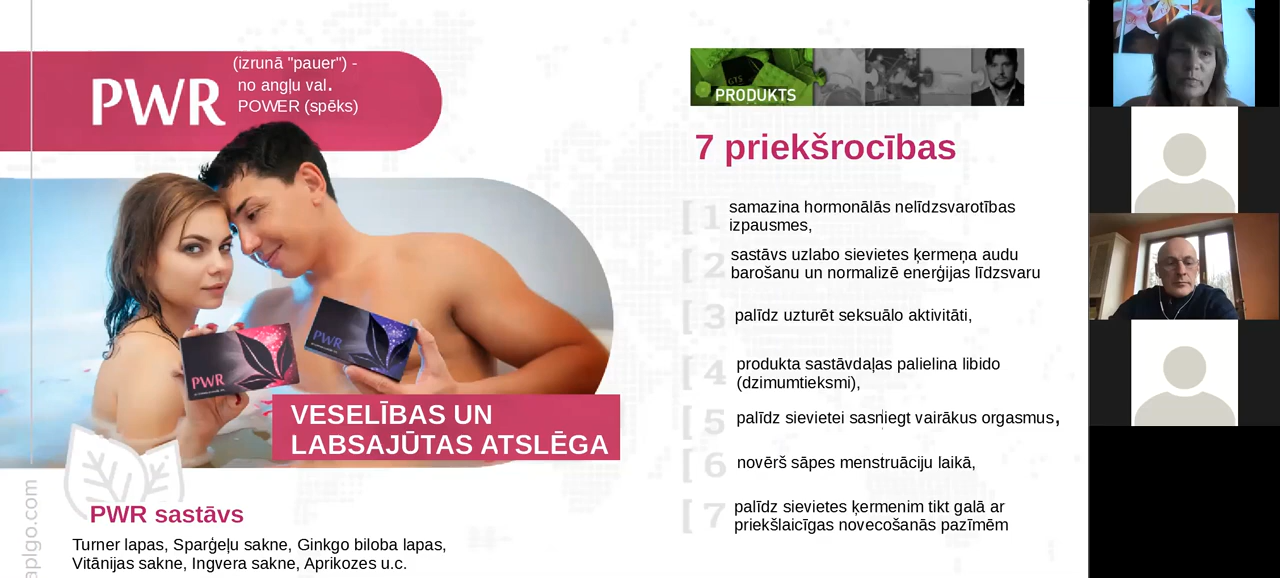 PWR
(izrunā "pauer") -
no angļu val.
POWER (spēks)
PWR
PWR
VESELĪBAS UN
LABSAJŪTAS ATSLĒGA
aplgo.com
PWR sastāvs
Turner lapas, Sparģeļu sakne, Ginkgo biloba lapas,
Vitānijas sakne, Ingvera sakne, Aprikozes u.c.
GTS
PRODUKTS
7 priekšrocības
[ 1
samazina hormonālās nelīdzsvarotības
izpausmes,
[ 2
sastāvs uzlabo sievietes ķermeņa audu
barošanu un normalizē enerģijas līdzsvaru
[ 3
palīdz uzturēt seksuālo aktivitāti,
[ 4
produkta sastāvdaļas palielina libido
(dzimumtieksmi),
[ 5
palīdz sievietei sasniegt vairākus orgasmus,
[ 6
novērš sāpes menstruāciju laikā,
[ 7
palīdz sievietes ķermenim tikt galā ar
priekšlaicīgas novecošanās pazīmēm